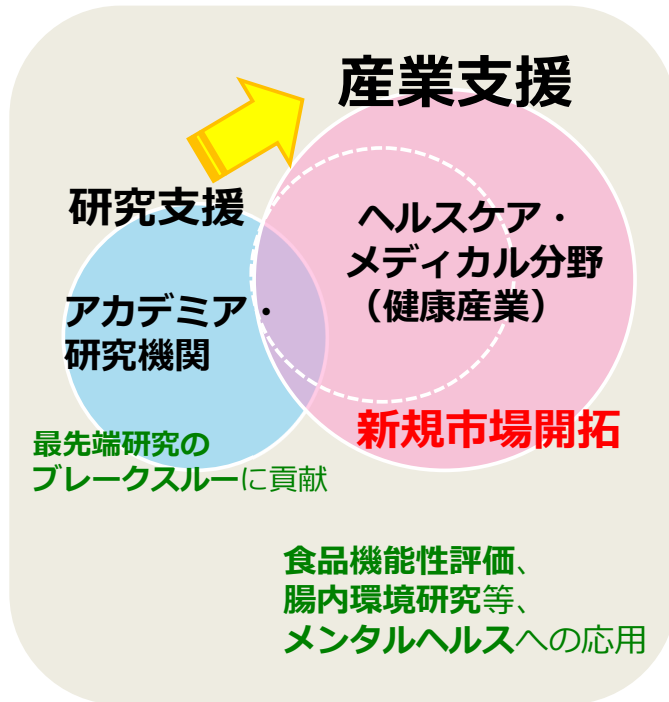 産業支援
研究支援
ヘルスケア・
メディカル分野
（健康産業）
アカデミア・
研究機関
新規市場開拓
最先端研究の
ブレークスルーに貢献
食品機能性評価、
腸内環境研究等、
メンタルヘルスへの応用